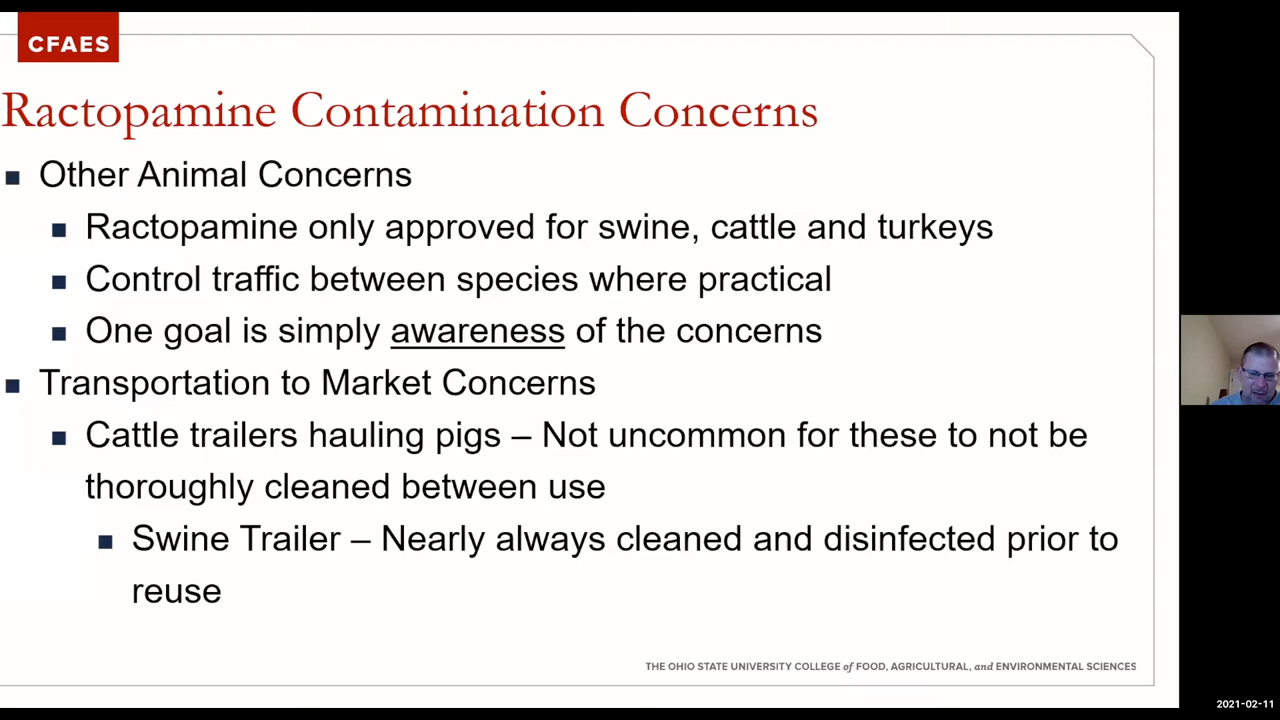 CFAES
Ractopamine Contamination Concerns
Other Animal Concerns
Ractopamine only approved for swine, cattle and turkeys
Control traffic between species where practical
One goal is simply awareness of the concerns
Transportation to Market Concerns
Cattle trailers hauling pigs – Not uncommon for these to not be
thoroughly cleaned between use
Swine Trailer – Nearly always cleaned and disinfected prior to
reuse
THE OHIO STATE UNIVERSITY COLLEGE of FOOD, AGRICULTURAL, and ENVIRONMENTAL SCIENCES
2021-02-11